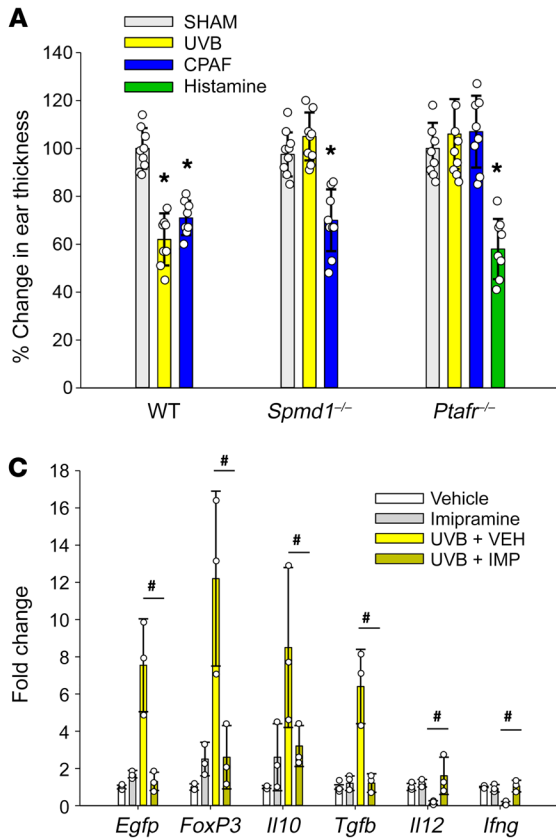 A
SHAM
UVB
CPAF
Histamine
% Change in ear thickness
140
120
100
80
60
40
20
0
* * * *
WT Spmd1–/– Ptafr–/–
C
Vehicle
Imipramine
UVB + VEH
UVB + IMP
Fold change
18
16
14
12
10
8
6
4
2
0
# # # # # #
Egfp FoxP3 Il10 Tgfb Il12 Ifng